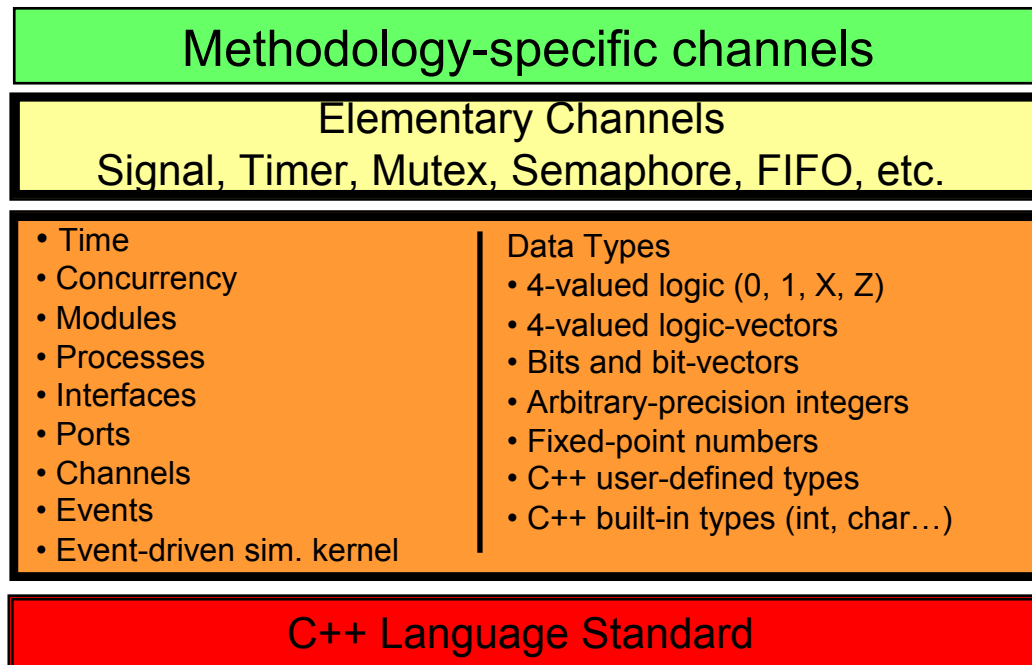 Methodology-specific channels
Elementary Channels
Signal, Timer, Mutex, Semaphore, FIFO, etc.
• Time
• Concurrency
• Modules
• Processes
• Interfaces
• Ports
• Channels
• Events
• Event-driven sim. kernel
Data Types
• 4-valued logic (0, 1, X, Z)
• 4-valued logic-vectors
• Bits and bit-vectors
• Arbitrary-precision integers
• Fixed-point numbers
• C++ user-defined types
• C++ built-in types (int, char…)
C++ Language Standard